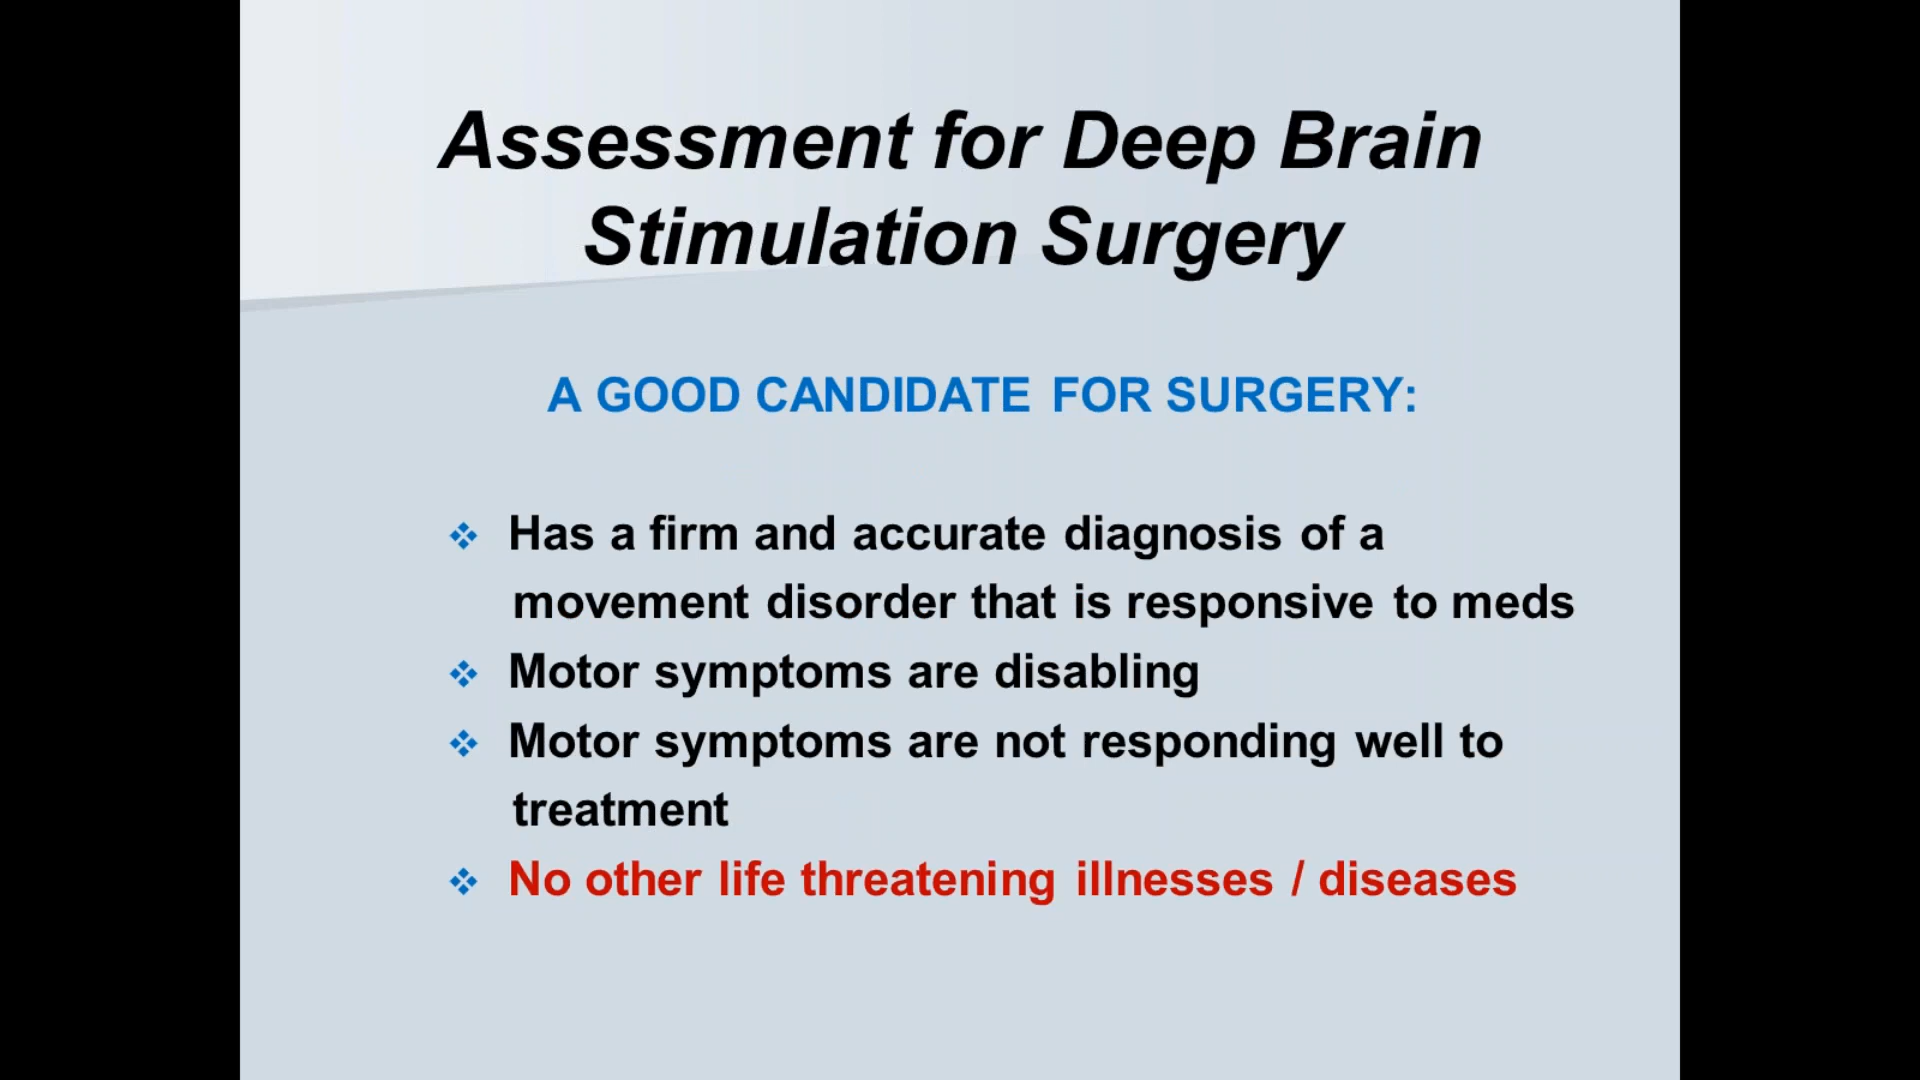 Assessment for Deep Brain
Stimulation Surgery
A GOOD CANDIDATE FOR SURGERY:
❖ Has a firm and accurate diagnosis of a
movement disorder that is responsive to meds
❖ Motor symptoms are disabling
❖ Motor symptoms are not responding well to
treatment
❖ No other life threatening illnesses / diseases